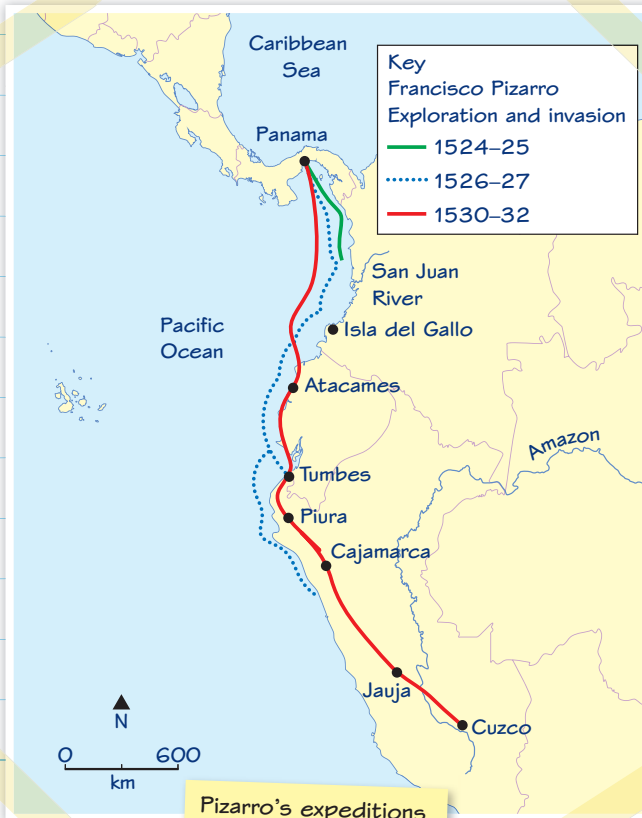 Caribbean
Sea
Key
Francisco Pizarro
Exploration and invasion
1524–25
1526–27
1530–32
Panama
San Juan
River
Pacific
Ocean
Isla del Gallo
Atacames
Amazon
Tumbes
Piura
Cajamarca
Jauja
Cuzco
N
0 600
km
Pizarro's expeditions